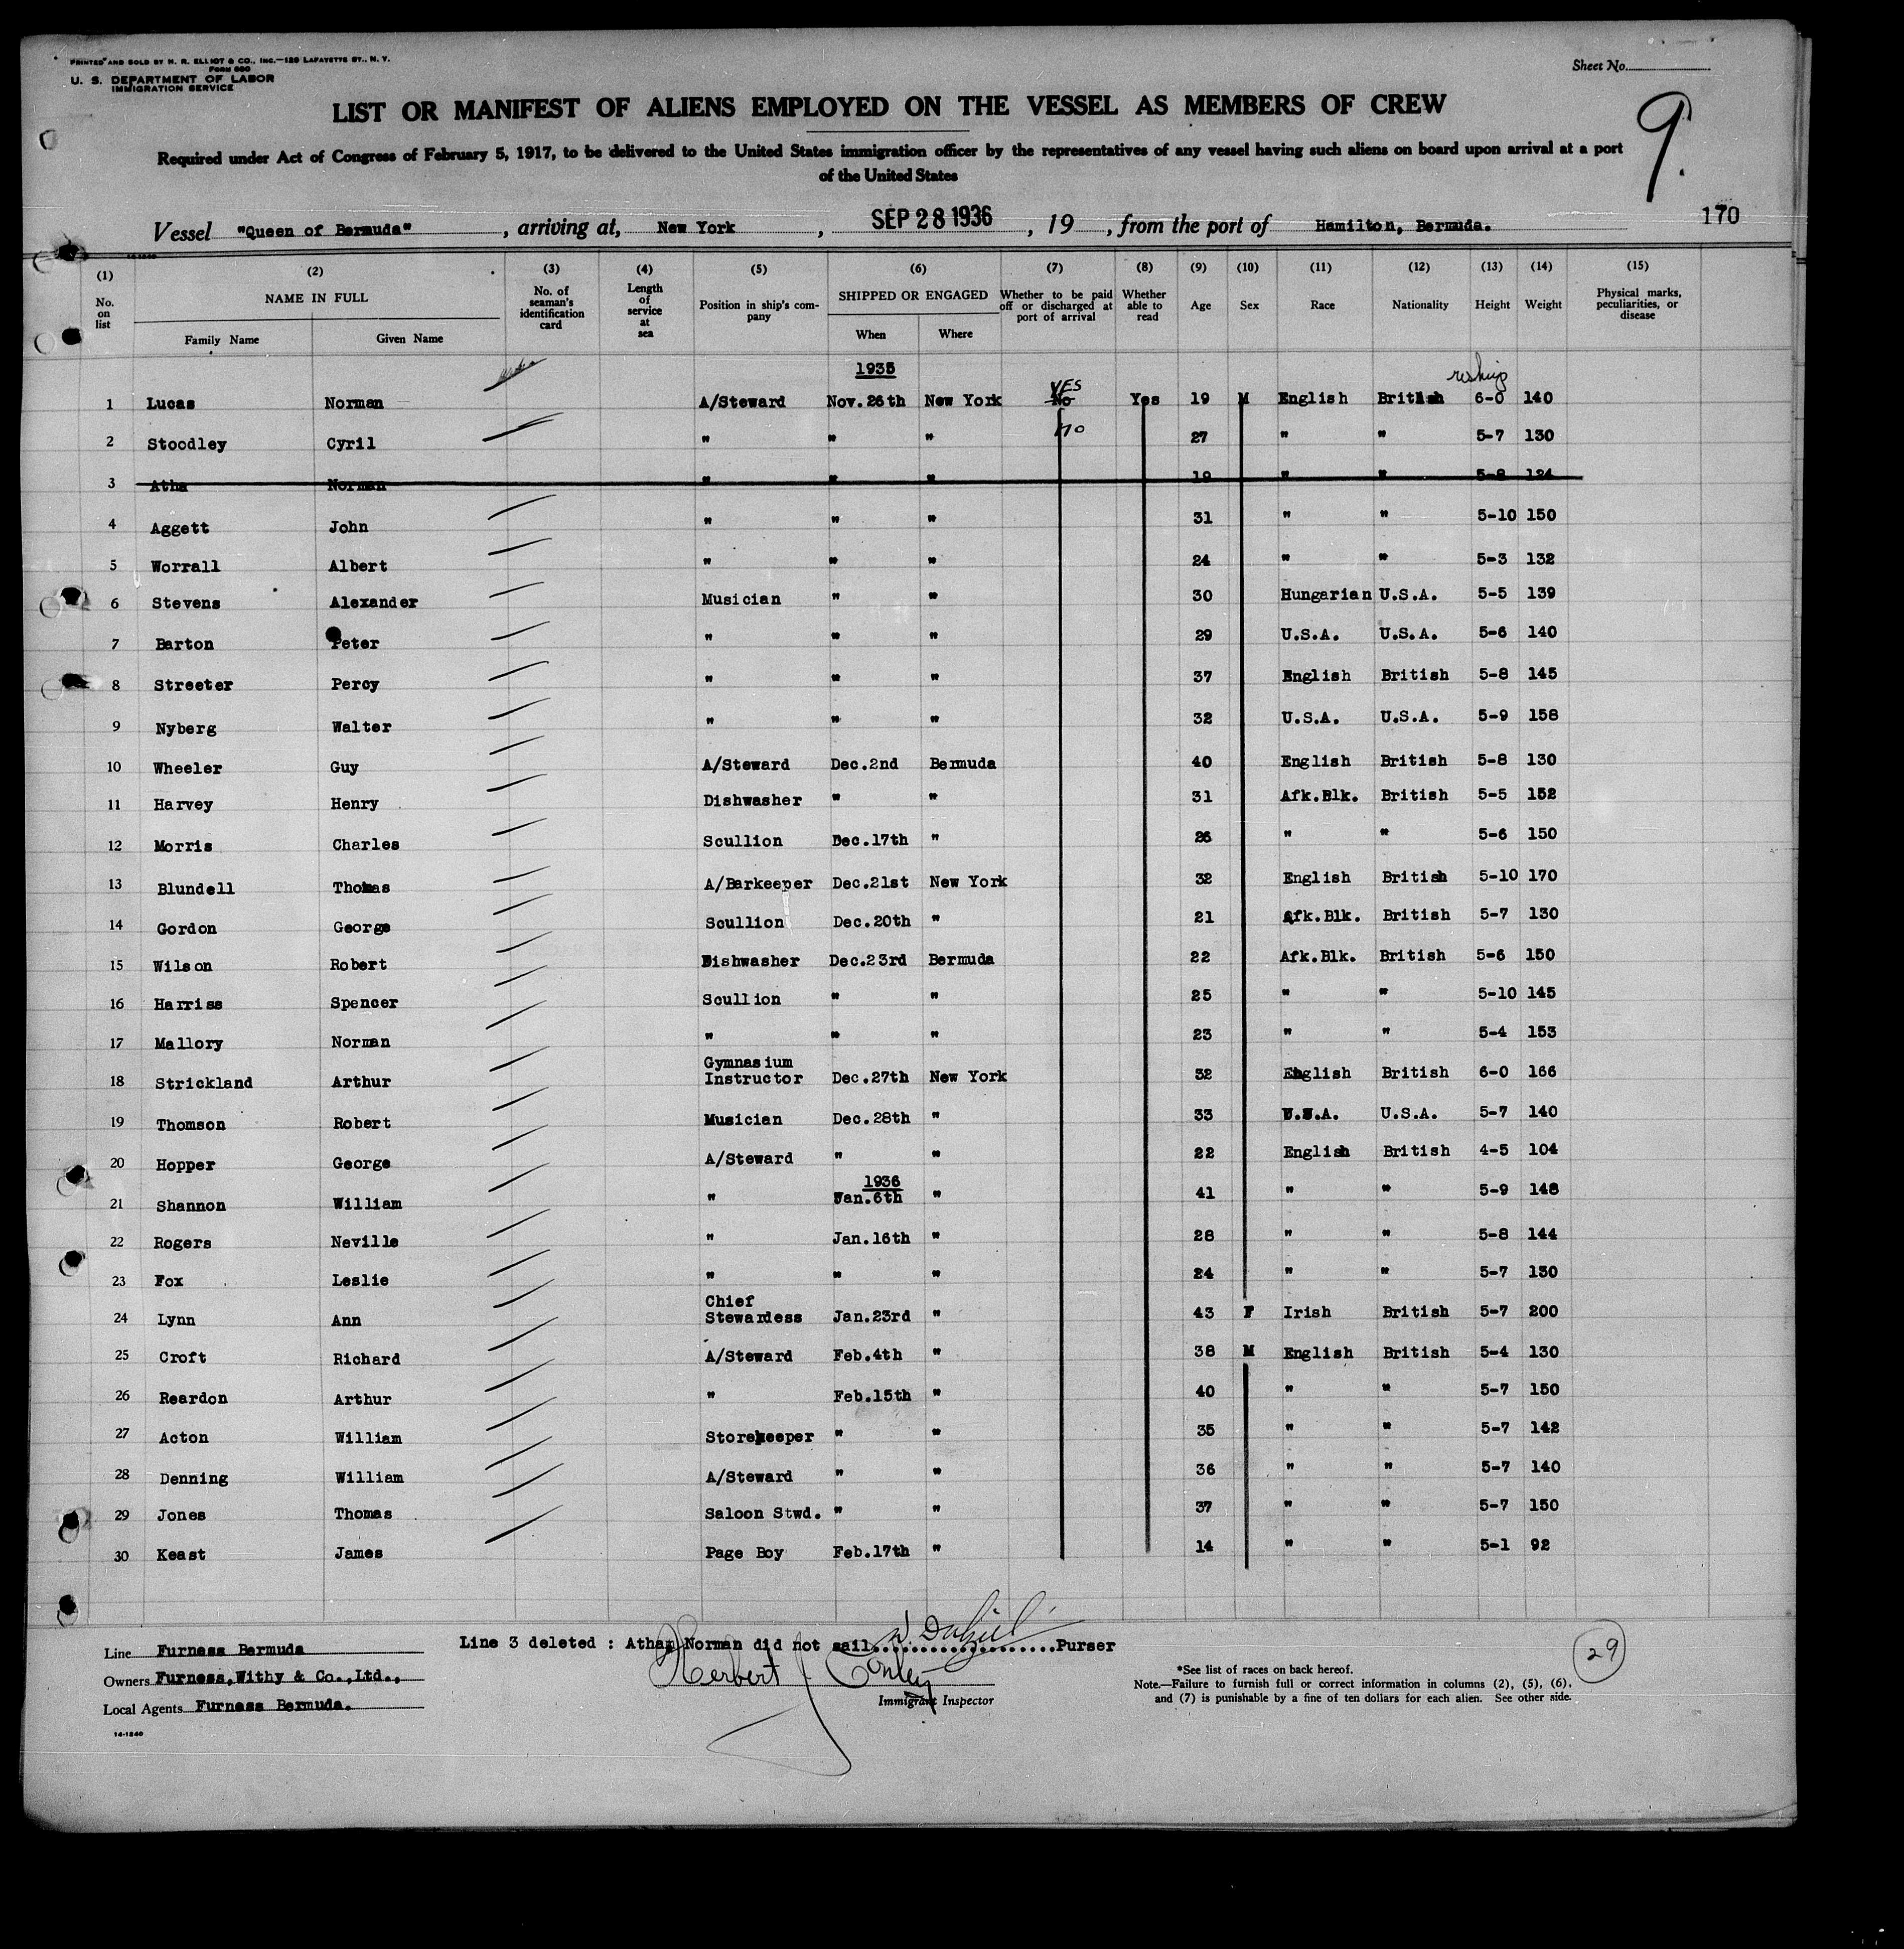 PRINTED AND SOLD BY H. R. ELLIOT & CO., INC.—129 LAFAYETTE ST., N. Y.
FORM 680
U. S. DEPARTMENT OF LABOR
IMMIGRATION SERVICE
Sheet No.
LIST OR MANIFEST OF ALIENS EMPLOYED ON THE VESSEL AS MEMBERS OF CREW
9.
Required under Act of Congress of February 5, 1917, to be delivered to the United States immigration officer by the representatives of any vessel having such aliens on board upon arrival at a port
of the United States
Vessel "Queen of Bermuda", arriving at, New York, SEP 28 1936, 19, from the port of Hamilton, Bermuda. 170
(1) (2) (3) (4) (5) (6) (7) (8) (9) (10) (11) (12) (13) (14) (15)
No. on list NAME IN FULL Family Name Given Name No. of seaman's identification card Length of service at sea Position in ship's company SHIPPED OR ENGAGED When Where Whether to be paid off or discharged at port of arrival Whether able to read Age Sex Race Nationality Height Weight Physical marks, peculiarities, or disease
1935 reship
YES
1 Lucas Norman A/Steward Nov.26th New York No Yes 19 M English British 6-0 140
2 Stoodley Cyril " " " no 27 " " 5-7 130
3 Atha Norman " " " 19 " " 5-8 124
4 Aggett John " " " 31 " " 5-10 150
5 Worrall Albert " " " 24 " " 5-3 132
6 Stevens Alexander Musician " " 30 Hungarian U.S.A. 5-5 139
7 Barton Peter " " " 29 U.S.A. U.S.A. 5-6 140
8 Streeter Percy " " " 37 English British 5-8 145
9 Nyberg Walter " " " 32 U.S.A. U.S.A. 5-9 158
10 Wheeler Guy A/Steward Dec.2nd Bermuda 40 English British 5-8 130
11 Harvey Henry Dishwasher " " 31 Afk.Blk. British 5-5 152
12 Morris Charles Scullion Dec.17th " 26 " " 5-6 150
13 Blundell Thomas A/Barkeeper Dec.21st New York 32 English British 5-10 170
14 Gordon George Scullion Dec.20th " 21 Afk.Blk. British 5-7 130
15 Wilson Robert Dishwasher Dec.23rd Bermuda 22 Afk.Blk. British 5-6 150
16 Harriss Spencer Scullion " " 25 " " 5-10 145
17 Mallory Norman " " " 23 " " 5-4 153
18 Strickland Arthur Gymnasium Instructor Dec.27th New York 32 English British 6-0 166
19 Thomson Robert Musician Dec.28th " 33 U.S.A. U.S.A. 5-7 140
20 Hopper George A/Steward " " 22 English British 4-5 104
1936
21 Shannon William " Jan.6th " 41 " " 5-9 148
22 Rogers Neville " Jan.16th " 28 " " 5-8 144
23 Fox Leslie " " " 24 " " 5-7 130
24 Lynn Ann Chief Stewardess Jan.23rd " 43 F Irish British 5-7 200
25 Croft Richard A/Steward Feb.4th " 38 M English British 5-4 130
26 Reardon Arthur " Feb.15th " 40 " " 5-7 150
27 Acton William Storekeeper " " 35 " " 5-7 142
28 Denning William A/Steward " " 36 " " 5-7 140
29 Jones Thomas Saloon Stwd. " " 37 " " 5-7 150
30 Keast James Page Boy Feb.17th " 14 " " 5-1 92
Line Furness Bermuda
Line 3 deleted : Atha, Norman did not sail....................Purser
29
Owners Furness, Withy & Co., Ltd.,
Herbert J. Conley
Immigrant Inspector
Local Agents Furness Bermuda.
*See list of races on back hereof.
Note.—Failure to furnish full or correct information in columns (2), (5), (6),
and (7) is punishable by a fine of ten dollars for each alien. See other side.
14-1240